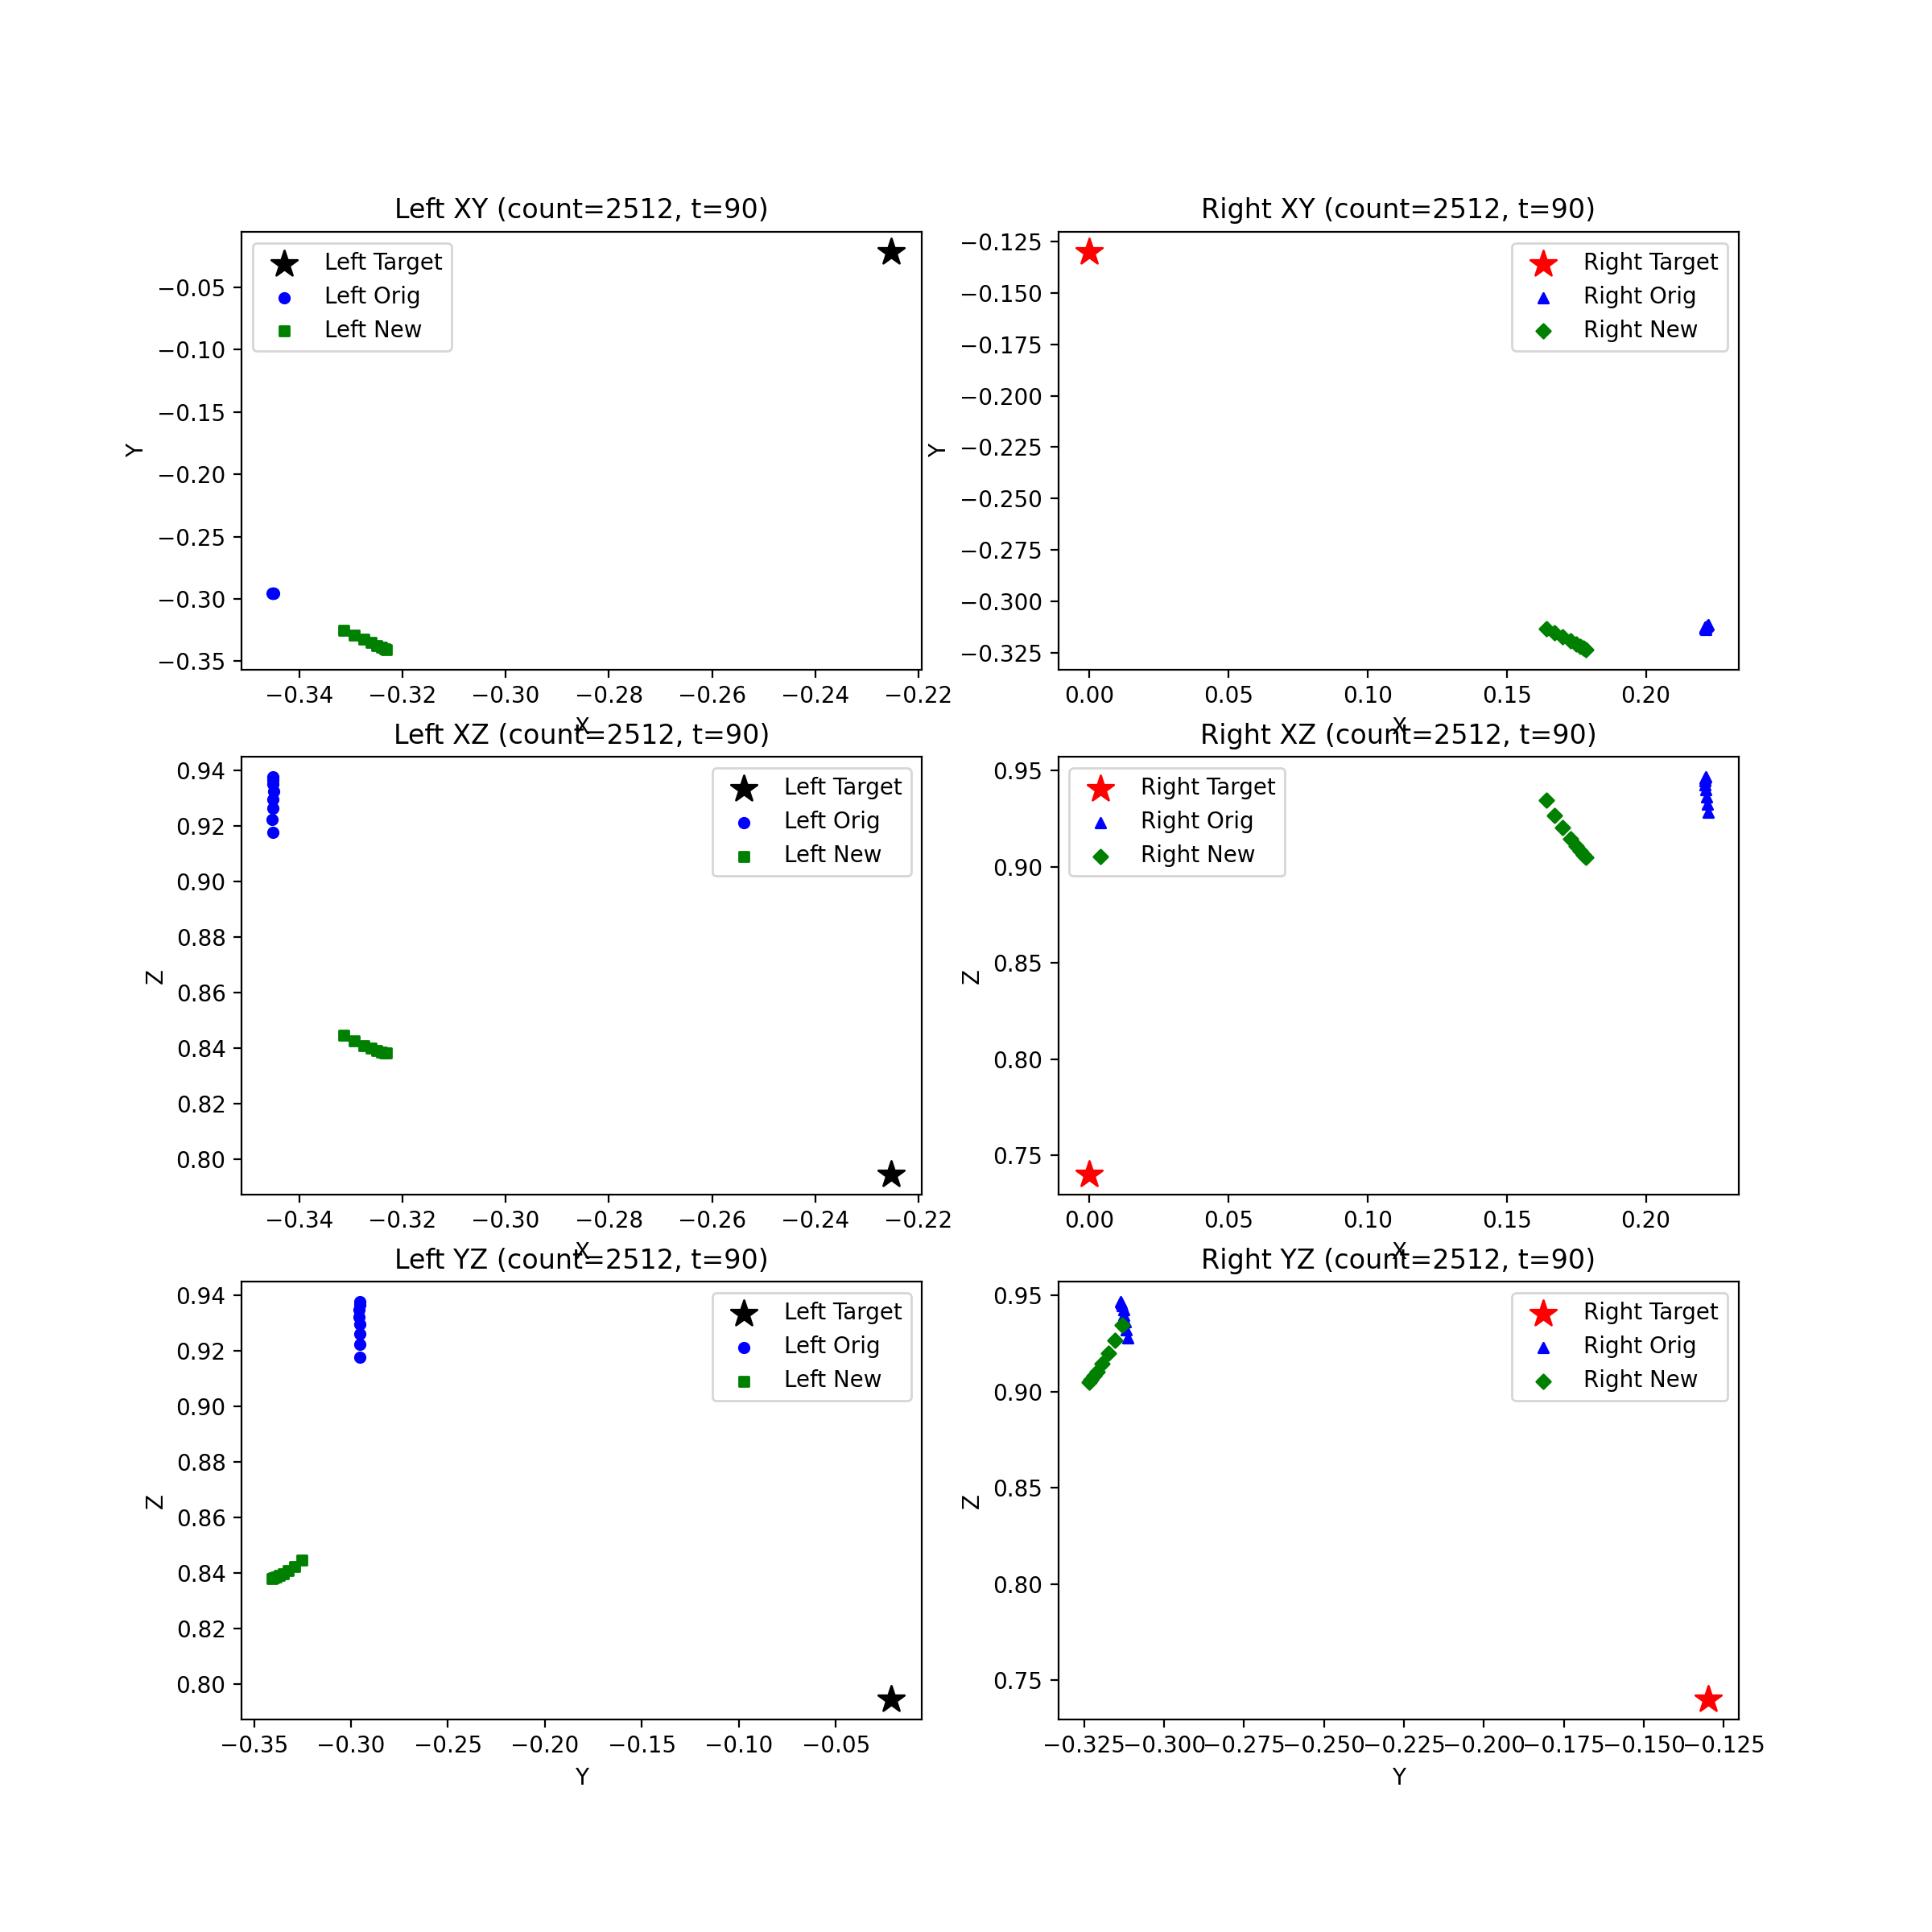 Left XY (count=2512, t=90)
Left Target
Left Orig
Left New
Y
−0.05
−0.10
−0.15
−0.20
−0.25
−0.30
−0.35
−0.34 −0.32 −0.30 −0.28 −0.26 −0.24 −0.22
X
Right XY (count=2512, t=90)
Right Target
Right Orig
Right New
Y
−0.125
−0.150
−0.175
−0.200
−0.225
−0.250
−0.275
−0.300
−0.325
0.00 0.05 0.10 0.15 0.20
X
Left XZ (count=2512, t=90)
Left Target
Left Orig
Left New
Z
0.94
0.92
0.90
0.88
0.86
0.84
0.82
0.80
−0.34 −0.32 −0.30 −0.28 −0.26 −0.24 −0.22
X
Right XZ (count=2512, t=90)
Right Target
Right Orig
Right New
Z
0.95
0.90
0.85
0.80
0.75
0.00 0.05 0.10 0.15 0.20
X
Left YZ (count=2512, t=90)
Left Target
Left Orig
Left New
Z
0.94
0.92
0.90
0.88
0.86
0.84
0.82
0.80
−0.35 −0.30 −0.25 −0.20 −0.15 −0.10 −0.05
Y
Right YZ (count=2512, t=90)
Right Target
Right Orig
Right New
Z
0.95
0.90
0.85
0.80
0.75
−0.325 −0.300 −0.275 −0.250 −0.225 −0.200 −0.175 −0.150 −0.125
Y